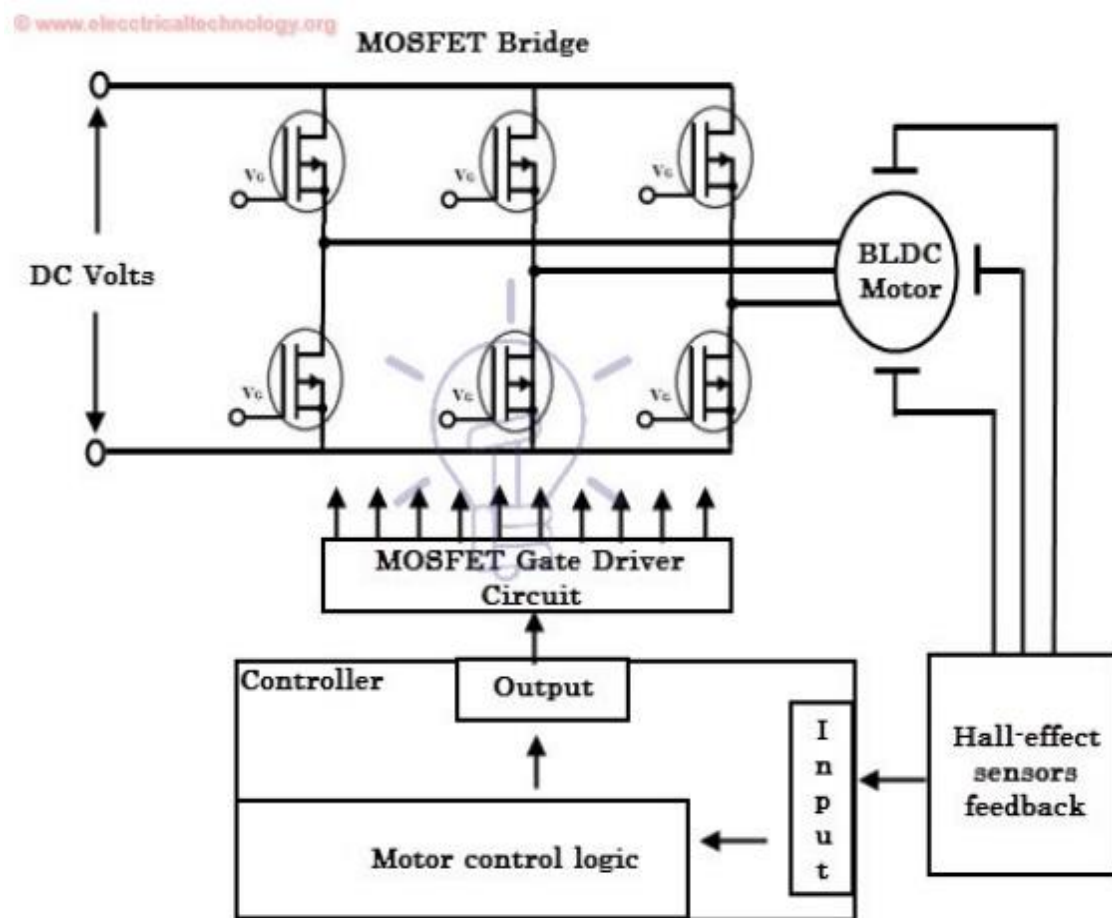 © www.elecctricaltechnology.org
MOSFET Bridge
VG
VG
VG
DC Volts
BLDC
Motor
VG
VG
VG
MOSFET Gate Driver
Circuit
Controller
Output
I
n
p
u
t
Hall-effect
sensors
feedback
Motor control logic